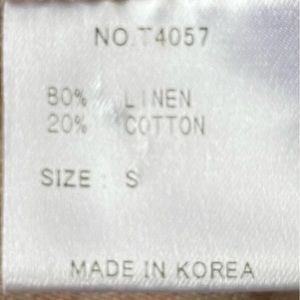 NO.T4057
80% LINEN
20% COTTON
SIZE : S
MADE IN KOREA